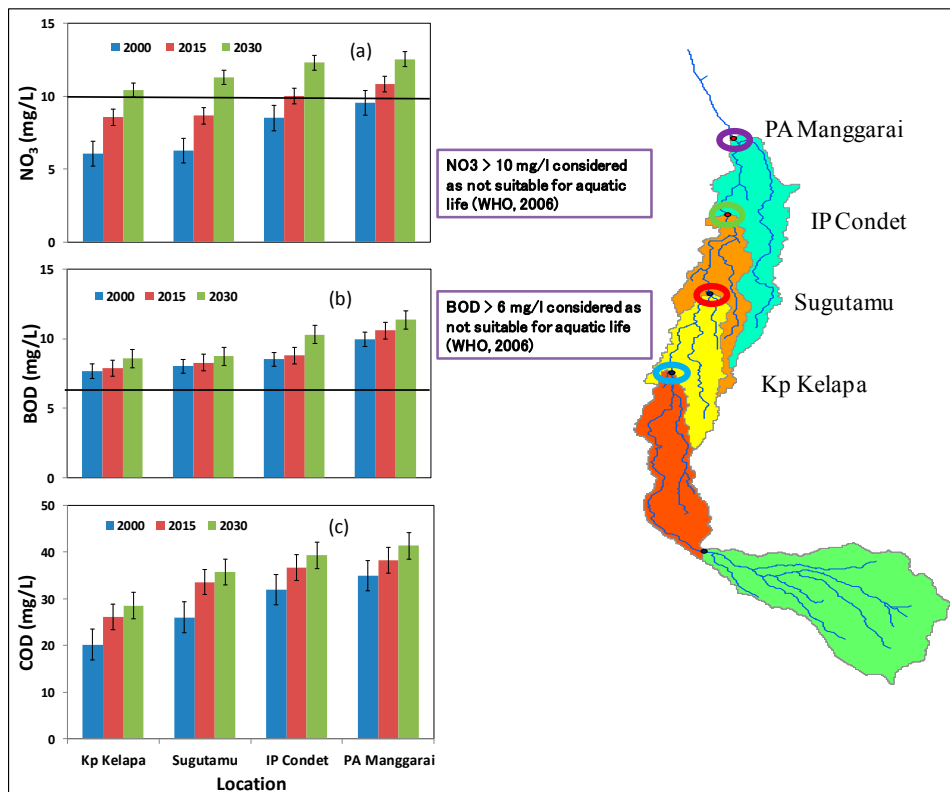 15
10
5
0
NO3 (mg/L)
2000 2015 2030
(a)
15
10
5
0
BOD (mg/L)
2000 2015 2030
(b)
50
40
30
20
10
0
COD (mg/L)
2000 2015 2030
(c)
Kp Kelapa Sugutamu IP Condet PA Manggarai
Location
NO3 > 10 mg/l considered
as not suitable for aquatic
life (WHO, 2006)
BOD > 6 mg/l considered as
not suitable for aquatic life
(WHO, 2006)
PA Manggarai
IP Condet
Sugutamu
Kp Kelapa